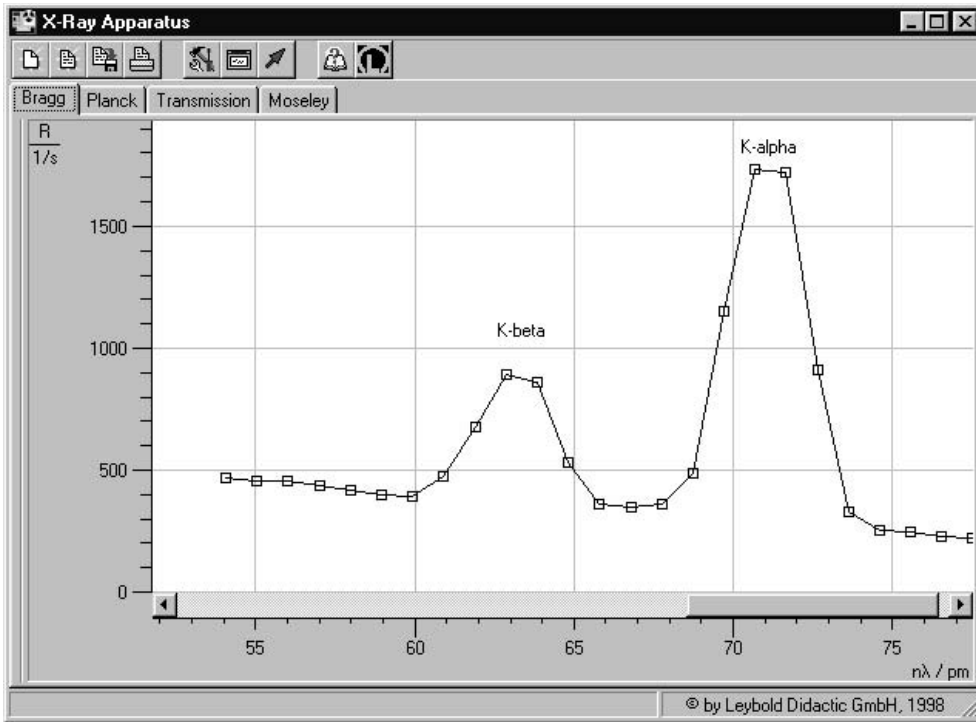 X-Ray Apparatus
Bragg Planck Transmission Moseley
R
1/s
K-alpha
1500
K-beta
1000
500
0
55 60 65 70 75
nλ / pm
© by Leybold Didactic GmbH, 1998